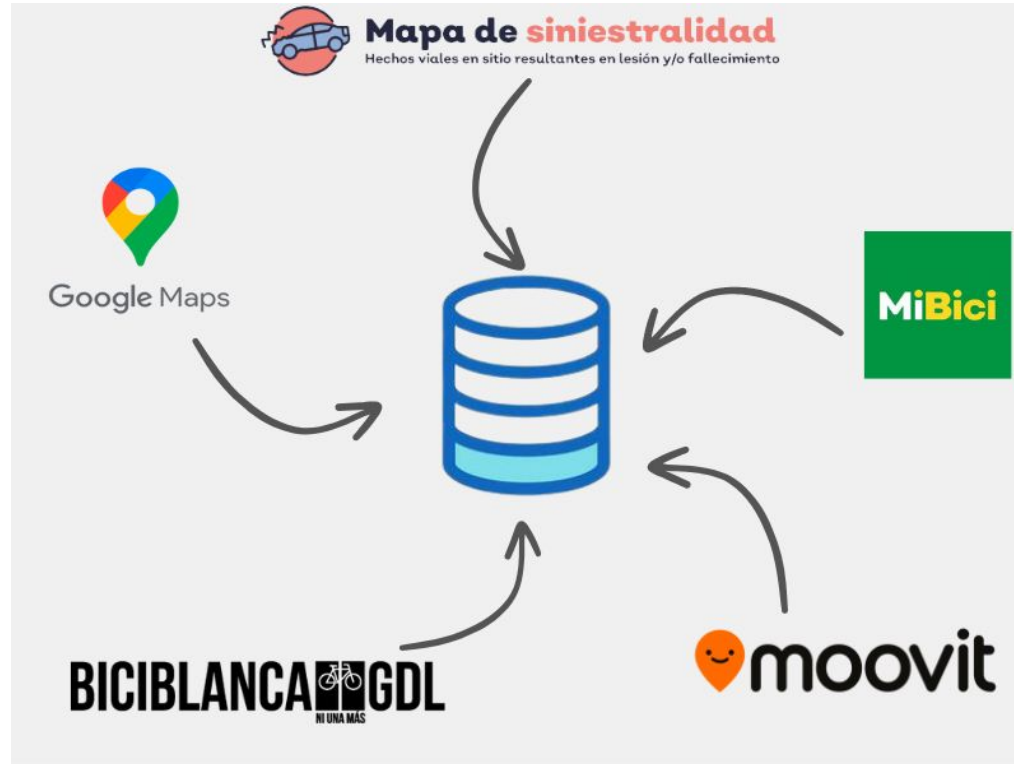 Mapa de siniestralidad
Hechos viales en sitio resultantes en lesión y/o fallecimiento
Google Maps
MiBici
BICIBLANCA GDL
NI UNA MÁS
moovit